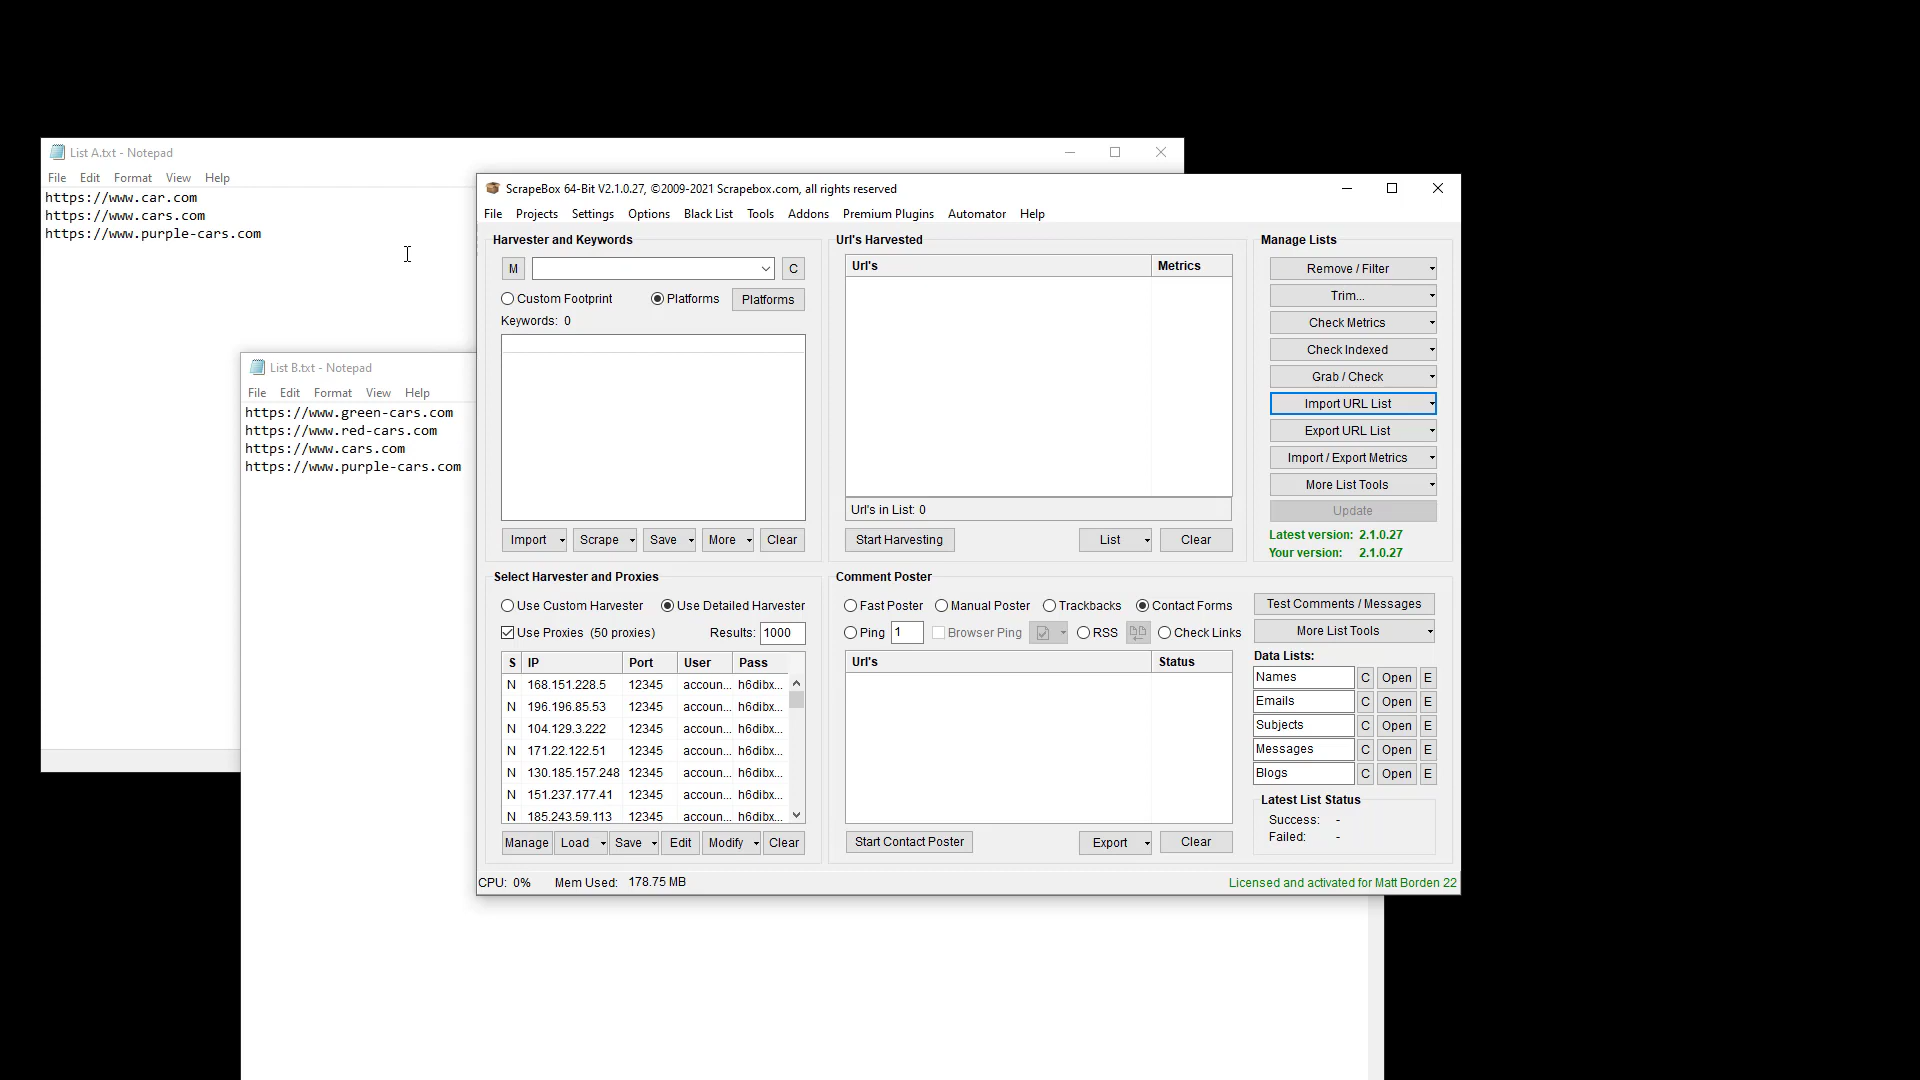 List A.txt - Notepad
File Edit Format View Help
https://www.car.com
https://www.cars.com
https://www.purple-cars.com
List B.txt - Notepad
File Edit Format View Help
https://www.green-cars.com
https://www.red-cars.com
https://www.cars.com
https://www.purple-cars.com
ScrapeBox 64-Bit V2.1.0.27, ©2009-2021 Scrapebox.com, all rights reserved
File Projects Settings Options Black List Tools Addons Premium Plugins Automator Help
Harvester and Keywords
M C
Custom Footprint Platforms Platforms
Keywords: 0
Import Scrape Save More Clear
Url's Harvested
Url's Metrics
Url's in List: 0
Start Harvesting List Clear
Manage Lists
Remove / Filter
Trim...
Check Metrics
Check Indexed
Grab / Check
Import URL List
Export URL List
Import / Export Metrics
More List Tools
Update
Latest version: 2.1.0.27
Your version: 2.1.0.27
Select Harvester and Proxies
Use Custom Harvester Use Detailed Harvester
Use Proxies (50 proxies) Results: 1000
S IP Port User Pass
N 168.151.228.5 12345 accoun... h6dibx...
N 196.196.85.53 12345 accoun... h6dibx...
N 104.129.3.222 12345 accoun... h6dibx...
N 171.22.122.51 12345 accoun... h6dibx...
N 130.185.157.248 12345 accoun... h6dibx...
N 151.237.177.41 12345 accoun... h6dibx...
N 185.243.59.113 12345 accoun... h6dibx...
Manage Load Save Edit Modify Clear
Comment Poster
Fast Poster Manual Poster Trackbacks Contact Forms
Ping 1 Browser Ping RSS Check Links
Url's Status
Start Contact Poster Export Clear
Test Comments / Messages
More List Tools
Data Lists:
Names C Open E
Emails C Open E
Subjects C Open E
Messages C Open E
Blogs C Open E
Latest List Status
Success: -
Failed: -
CPU: 0% Mem Used: 178.75 MB
Licensed and activated for Matt Borden 22